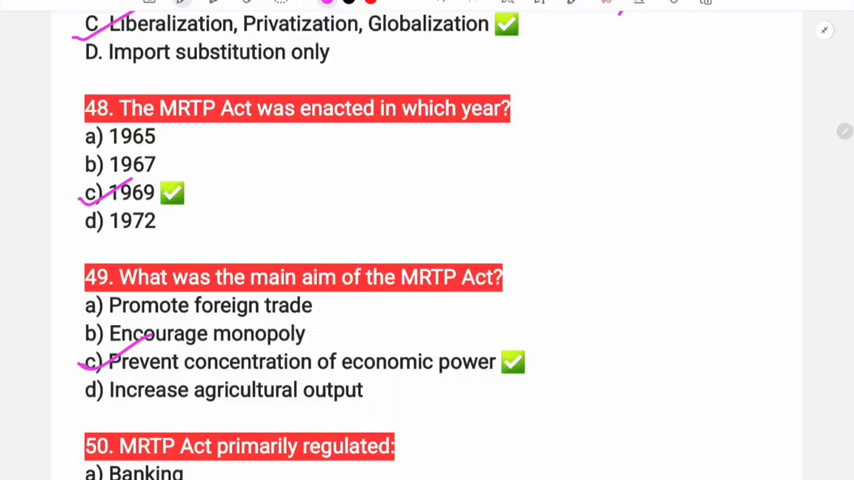 C. Liberalization, Privatization, Globalization ✅
D. Import substitution only
48. The MRTP Act was enacted in which year?
a) 1965
b) 1967
c) 1969 ✅
d) 1972
49. What was the main aim of the MRTP Act?
a) Promote foreign trade
b) Encourage monopoly
c) Prevent concentration of economic power ✅
d) Increase agricultural output
50. MRTP Act primarily regulated:
a) Banking